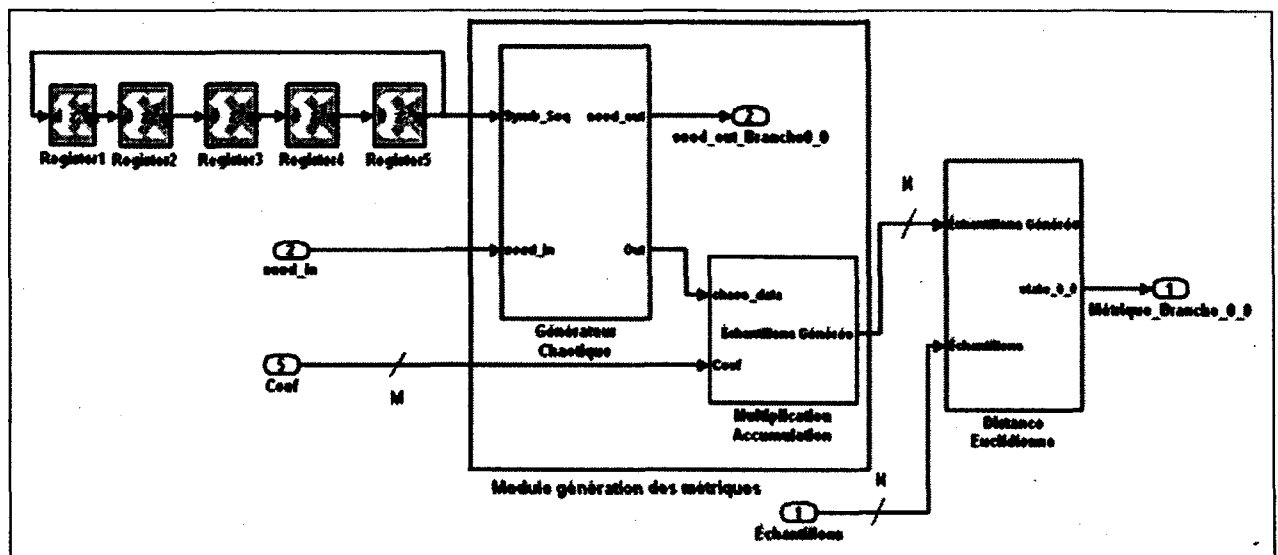 Register1
Register2
Register3
Register4
Register5
Symb_Seq
seed_out
2
seed_out_Branche0_0
2
seed_in
seed_in
Out
Générateur
Chaotique
chaos_data
Échantillons Générés
Coef
Multiplication
Accumulation
5
Coef
M
N
Échantillons Générés
state_0_0
Échantillons
Distance
Euclidienne
1
Métrique_Branche_0_0
Module génération des métriques
N
1
Échantillons